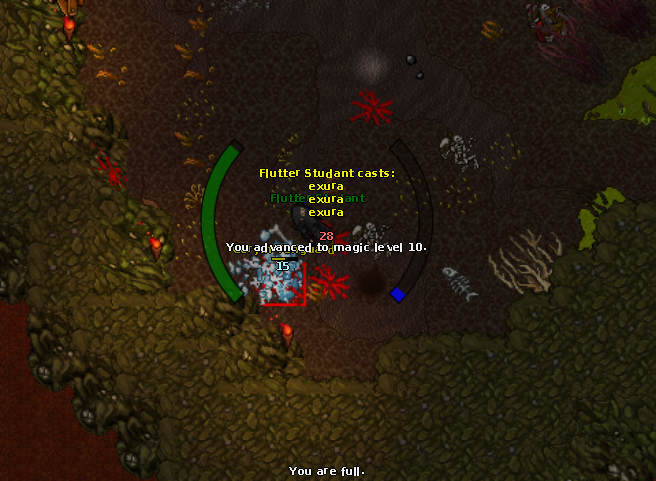 Flutter Studant casts:
exura
exura
exura
28
You advanced to magic level 10.
15
You are full.